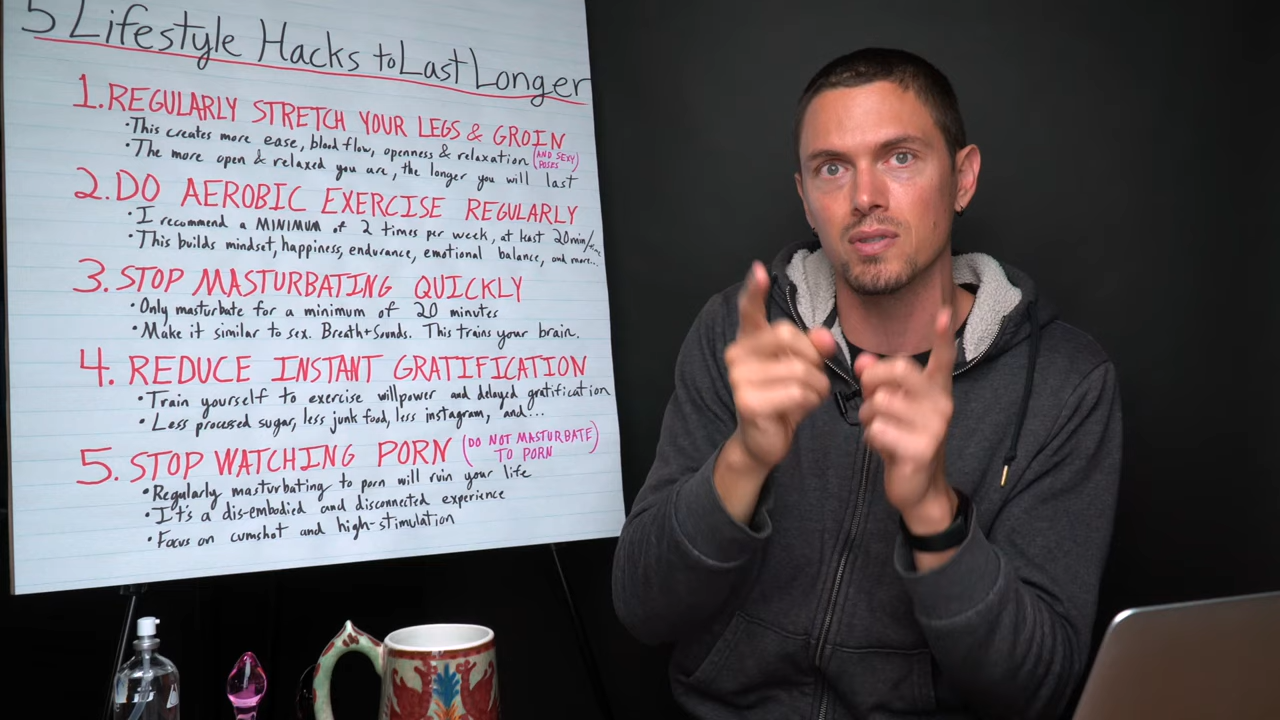 5 Lifestyle Hacks to Last Longer
1. REGULARLY STRETCH YOUR LEGS & GROIN
• This creates more ease, blood flow, openness & relaxation (AND SEXY POSES)
• The more open & relaxed you are, the longer you will last
2. DO AEROBIC EXERCISE REGULARLY
• I recommend a MINIMUM of 2 times per week, at least 20min/time
• This builds mindset, happiness, endurance, emotional balance, and more...
3. STOP MASTURBATING QUICKLY
• Only masturbate for a minimum of 20 minutes
• Make it similar to sex. Breath+Sounds. This trains your brain.
4. REDUCE INSTANT GRATIFICATION
• Train yourself to exercise willpower and delayed gratification
• Less processed sugar, less junk food, less instagram, and...
5. STOP WATCHING PORN (DO NOT MASTURBATE TO PORN)
• Regularly masturbating to porn will ruin your life
• It's a dis-embodied and disconnected experience
• Focus on cumshot and high-stimulation